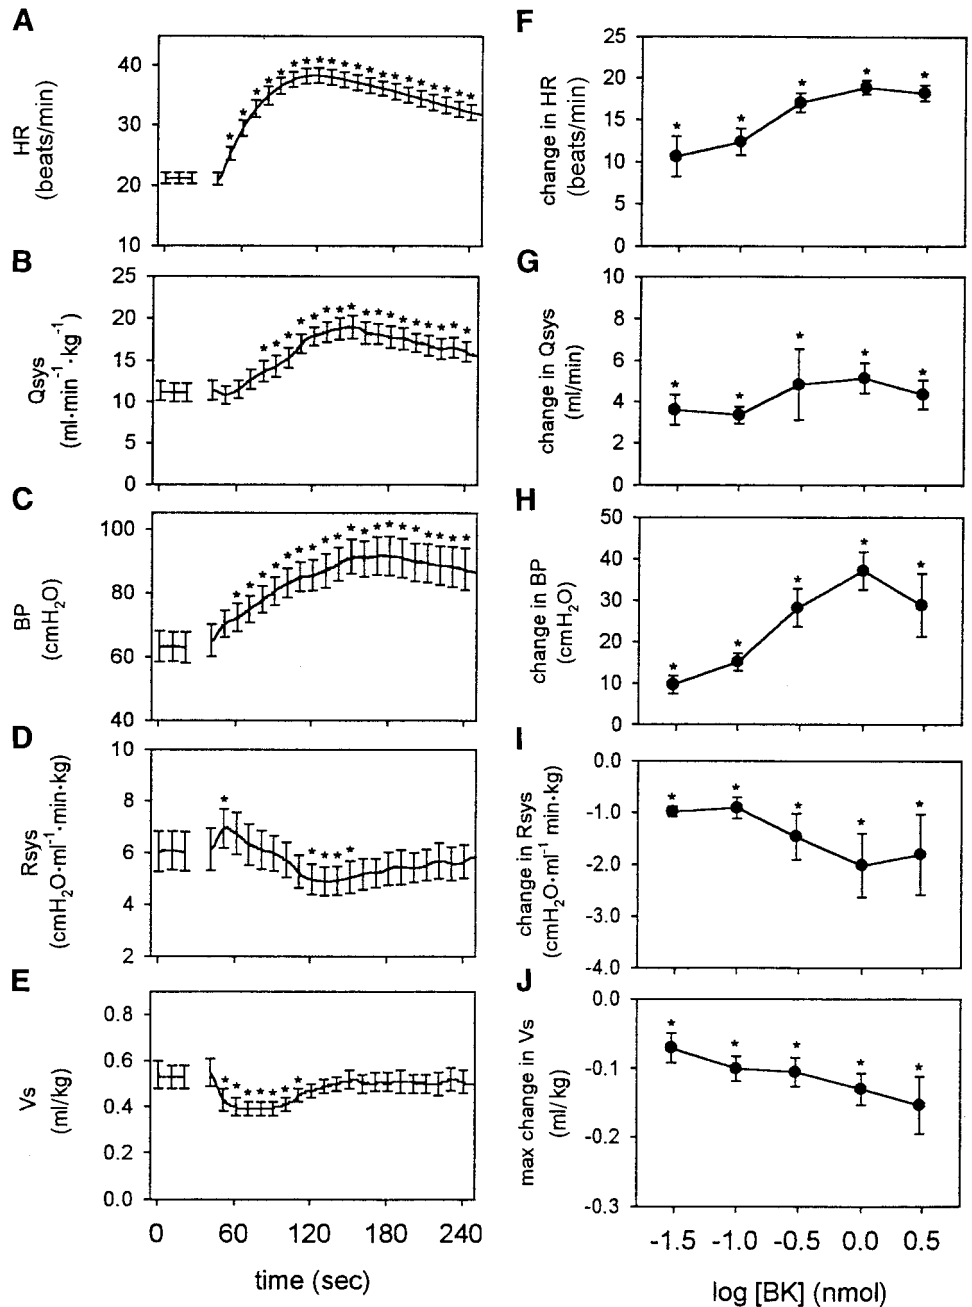 A
HR
(beats/min)
40
30
20
10
* * * * * * * * * * * * * * * * * * * *
B
Qsys
(ml·min⁻¹·kg⁻¹)
25
20
15
10
5
0
* * * * * * * * * * * * * * * * *
C
BP
(cmH₂O)
100
80
60
40
* * * * * * * * * * * * * * * * * * *
D
Rsys
(cmH₂O·ml⁻¹·min·kg)
10
8
6
4
2
* * * * *
E
Vs
(ml/kg)
0.8
0.6
0.4
0.2
0.0
* * * * * * *
0 60 120 180 240
time (sec)
F
change in HR
(beats/min)
25
20
15
10
5
0
* * * * *
G
change in Qsys
(ml/min)
10
8
6
4
2
0
* * * * *
H
change in BP
(cmH₂O)
50
40
30
20
10
0
* * * * *
I
change in Rsys
(cmH₂O·ml⁻¹ min·kg)
0.0
-1.0
-2.0
-3.0
-4.0
* * * * *
J
max change in Vs
(ml/kg)
0.0
-0.1
-0.2
-0.3
* * * * *
-1.5 -1.0 -0.5 0.0 0.5
log [BK] (nmol)